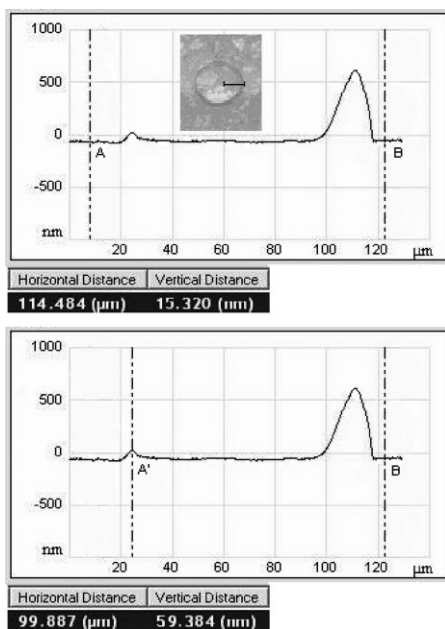 1000
500
0
-500
nm
A
B
20 40 60 80 100 120 μm
Horizontal Distance Vertical Distance
114.484 (μm) 15.320 (nm)
1000
500
0
-500
nm
A'
B
20 40 60 80 100 120 μm
Horizontal Distance Vertical Distance
99.887 (μm) 59.384 (nm)